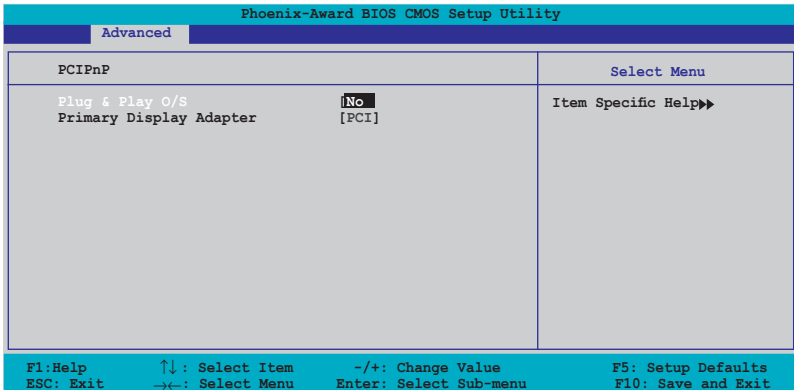 Phoenix-Award BIOS CMOS Setup Utility
Advanced
PCIPnP
Select Menu
Plug & Play O/S [No
Item Specific Help▶▶
Primary Display Adapter [PCI]
F1:Help ↑↓: Select Item -/+: Change Value F5: Setup Defaults
ESC: Exit →←: Select Menu Enter: Select Sub-menu F10: Save and Exit